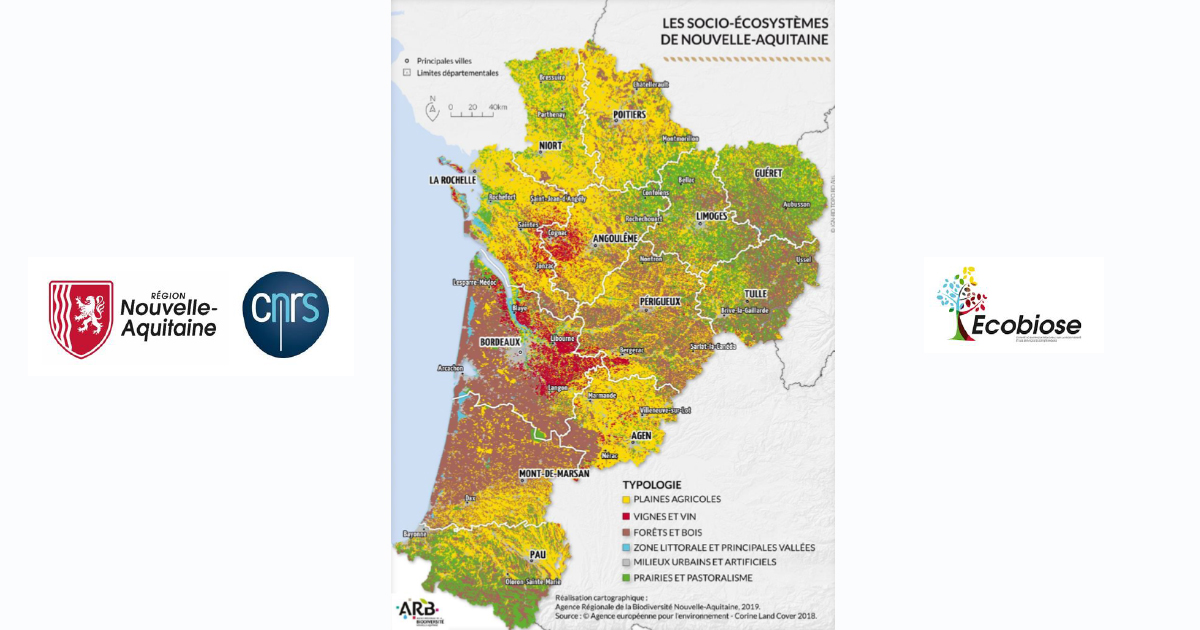 LES SOCIO-ÉCOSYSTÈMES
DE NOUVELLE-AQUITAINE
Principales villes
Limites départementales
N
0 20 40km
Bressuire
Châtellerault
Parthenay
POITIERS
Montmorillon
NIORT
GUÉRET
LA ROCHELLE
Bellac
Rochefort
Saint-Jean-d'Angély
Confolens
Aubusson
Rochechouart
LIMOGES
Saintes
Cognac
ANGOULÊME
Jonzac
Nontron
Ussel
Lesparre-Médoc
TULLE
Blaye
PÉRIGUEUX
Brive-la-Gaillarde
BORDEAUX
Libourne
Bergerac
Sarlat-la-Canéda
Arcachon
Langon
Marmande
Villeneuve-sur-Lot
AGEN
Nérac
MONT-DE-MARSAN
Dax
Bayonne
PAU
Oloron-Sainte-Marie
TYPOLOGIE
PLAINES AGRICOLES
VIGNES ET VIN
FORÊTS ET BOIS
ZONE LITTORALE ET PRINCIPALES VALLÉES
MILIEUX URBAINS ET ARTIFICIELS
PRAIRIES ET PASTORALISME
Réalisation cartographique :
Agence Régionale de la Biodiversité Nouvelle-Aquitaine, 2019.
Source : © Agence européenne pour l'environnement - Corine Land Cover 2018.
ARB
RÉGION
Nouvelle-
Aquitaine
cnrs
Ecobiose